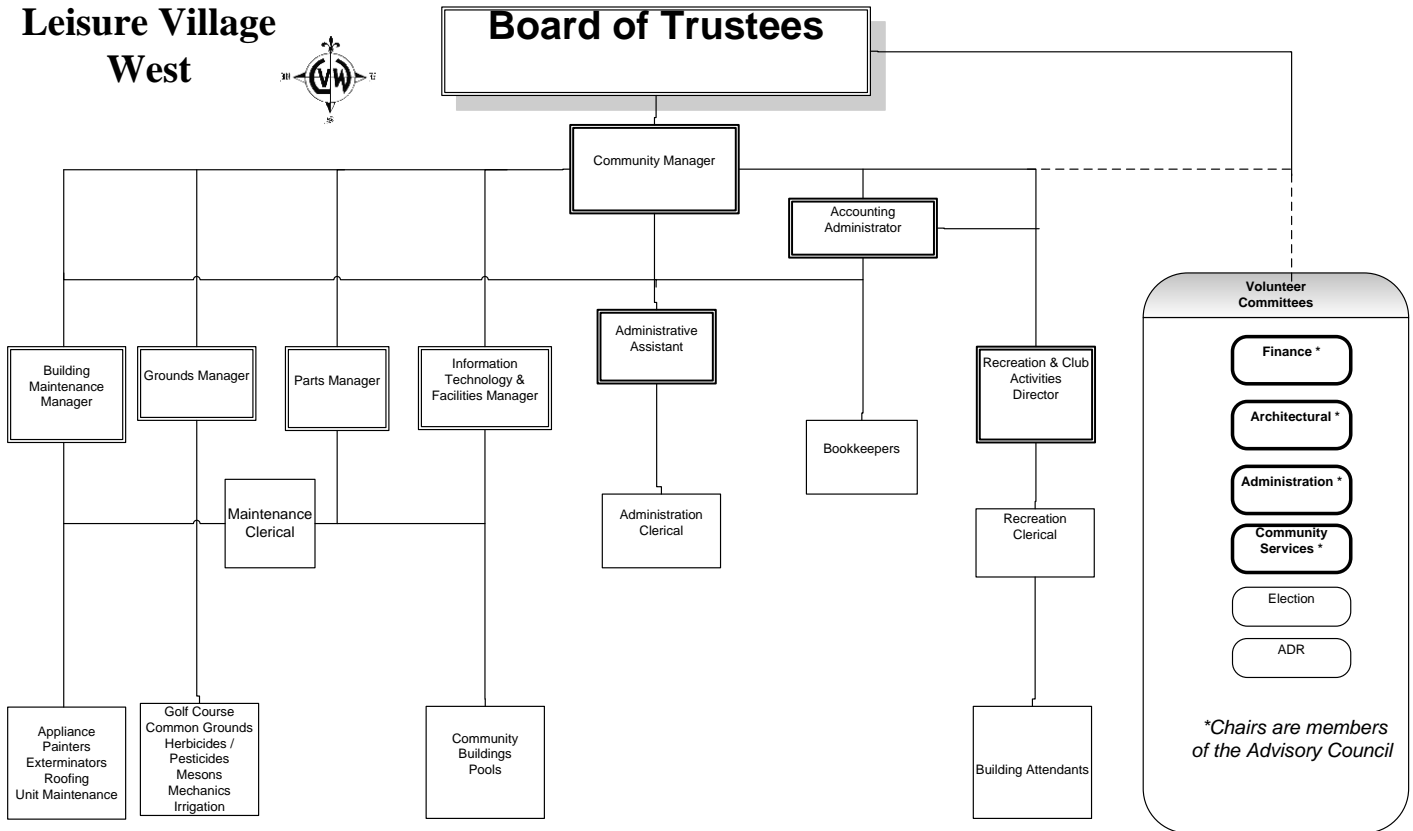 Leisure Village
West
Board of Trustees
Community Manager
Accounting
Administrator
Volunteer
Committees
Administrative
Assistant
Building
Maintenance
Manager
Grounds Manager
Parts Manager
Information
Technology &
Facilities Manager
Recreation & Club
Activities
Director
Bookkeepers
Maintenance
Clerical
Administration
Clerical
Recreation
Clerical
Appliance
Painters
Exterminators
Roofing
Unit Maintenance
Golf Course
Common Grounds
Herbicides /
Pesticides
Mesons
Mechanics
Irrigation
Community
Buildings
Pools
Building Attendants
Finance *
Architectural *
Administration *
Community
Services *
Election
ADR
*Chairs are members
of the Advisory Council